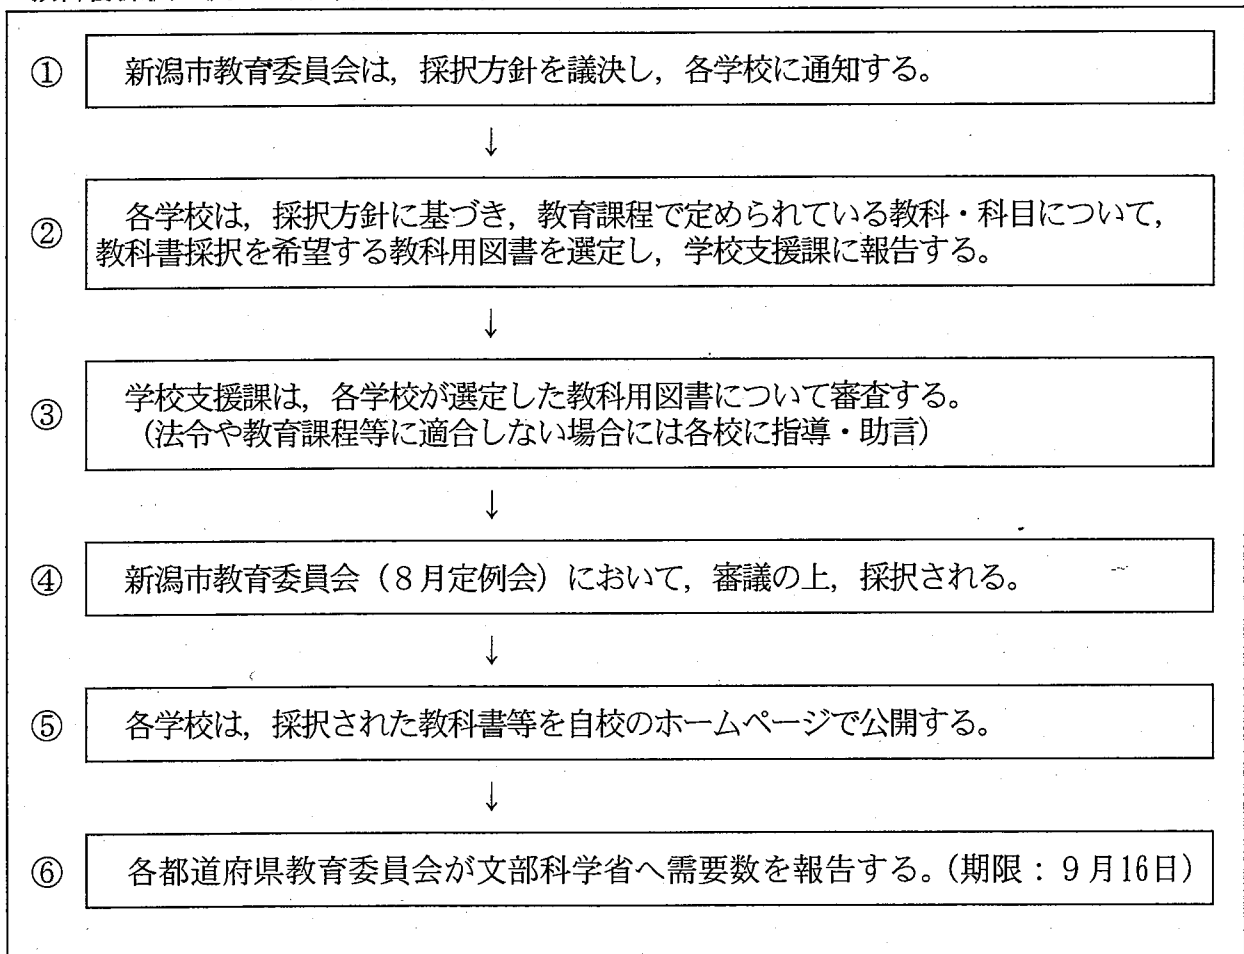 ① 新潟市教育委員会は，採択方針を議決し，各学校に通知する。
↓
② 各学校は，採択方針に基づき，教育課程で定められている教科・科目について，
教科書採択を希望する教科用図書を選定し，学校支援課に報告する。
↓
③ 学校支援課は，各学校が選定した教科用図書について審査する。
（法令や教育課程等に適合しない場合には各校に指導・助言）
↓
④ 新潟市教育委員会（８月定例会）において，審議の上，採択される。
↓
⑤ 各学校は，採択された教科書等を自校のホームページで公開する。
↓
⑥ 各都道府県教育委員会が文部科学省へ需要数を報告する。（期限：９月16日）